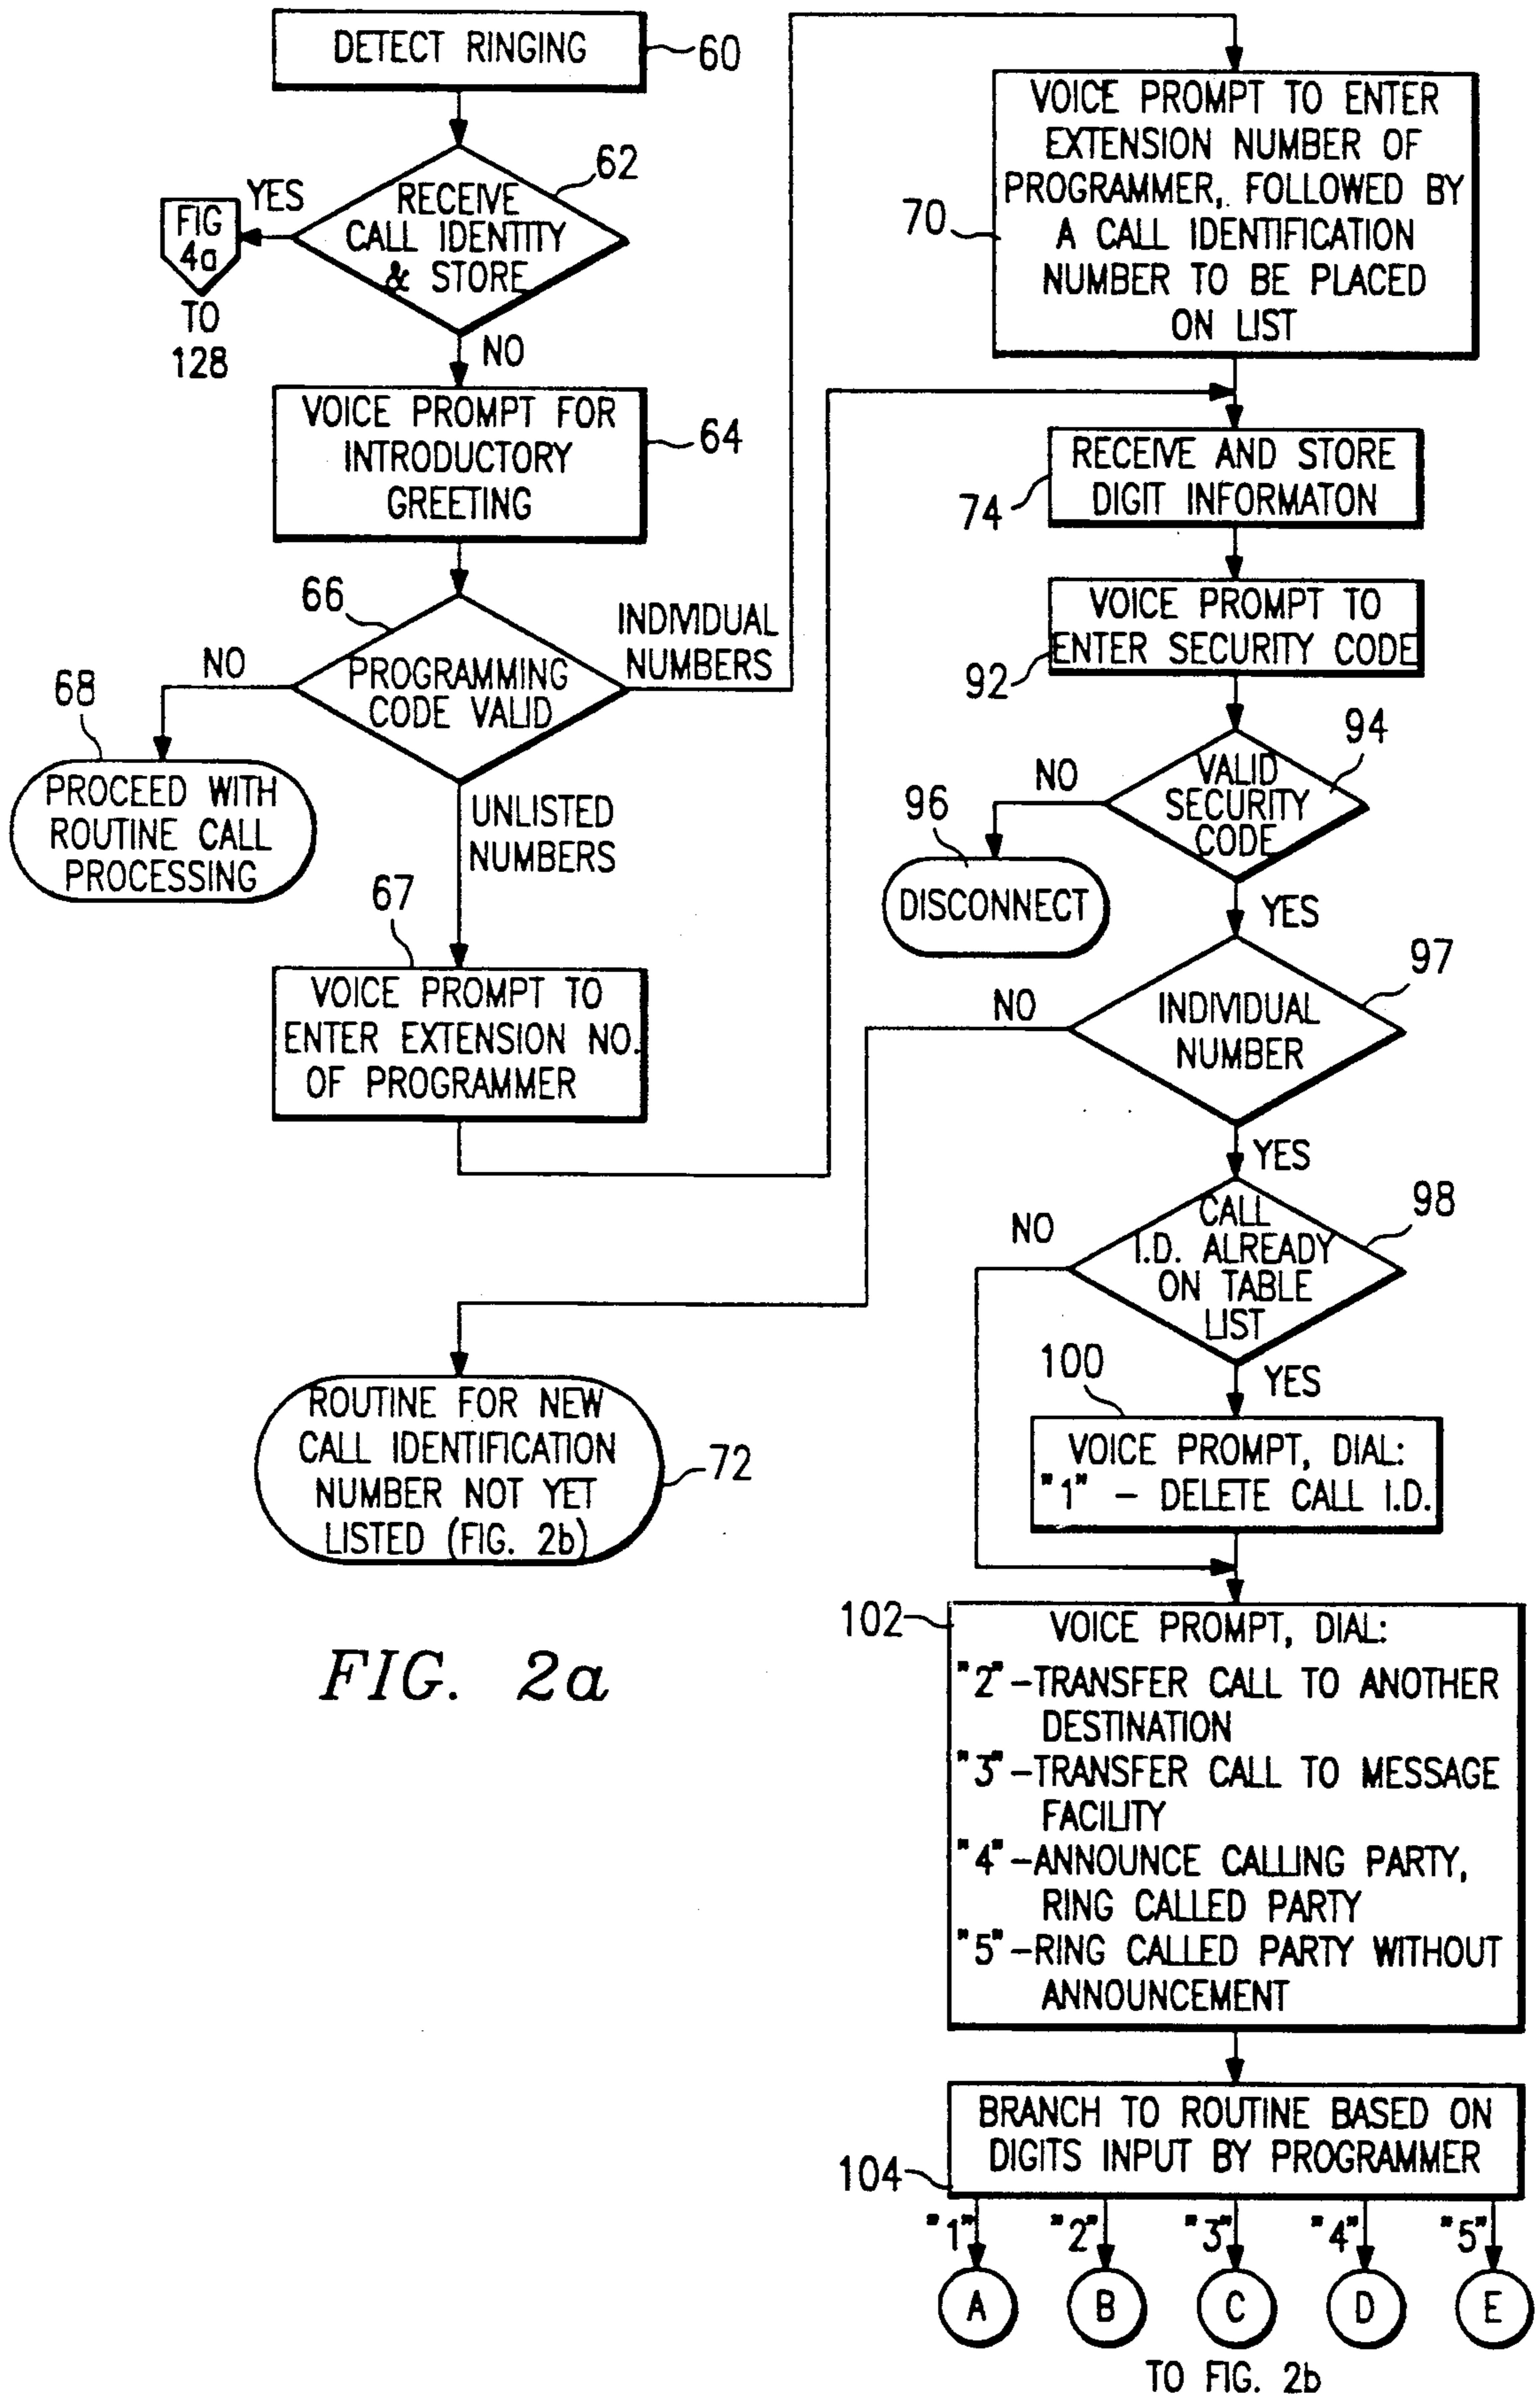 DETECT RINGING
60
62
RECEIVE
CALL IDENTITY
& STORE
YES
FIG
4a
TO
128
NO
VOICE PROMPT FOR
INTRODUCTORY
GREETING
64
66
PROGRAMMING
CODE VALID
NO
68
PROCEED WITH
ROUTINE CALL
PROCESSING
INDIVIDUAL
NUMBERS
UNLISTED
NUMBERS
67
VOICE PROMPT TO
ENTER EXTENSION NO.
OF PROGRAMMER
ROUTINE FOR NEW
CALL IDENTIFICATION
NUMBER NOT YET
LISTED (FIG. 2b)
72
FIG. 2a
VOICE PROMPT TO ENTER
EXTENSION NUMBER OF
PROGRAMMER, FOLLOWED BY
A CALL IDENTIFICATION
NUMBER TO BE PLACED
ON LIST
70
RECEIVE AND STORE
DIGIT INFORMATON
74
VOICE PROMPT TO
ENTER SECURITY CODE
92
94
VALID
SECURITY
CODE
NO
96
DISCONNECT
YES
97
INDIVIDUAL
NUMBER
NO
YES
98
CALL
I.D. ALREADY
ON TABLE
LIST
NO
YES
100
VOICE PROMPT, DIAL:
"1" - DELETE CALL I.D.
102
VOICE PROMPT, DIAL:
"2"-TRANSFER CALL TO ANOTHER
DESTINATION
"3"-TRANSFER CALL TO MESSAGE
FACILITY
"4"-ANNOUNCE CALLING PARTY,
RING CALLED PARTY
"5"-RING CALLED PARTY WITHOUT
ANNOUNCEMENT
BRANCH TO ROUTINE BASED ON
DIGITS INPUT BY PROGRAMMER
104
"1" "2" "3" "4" "5"
A B C D E
TO FIG. 2b